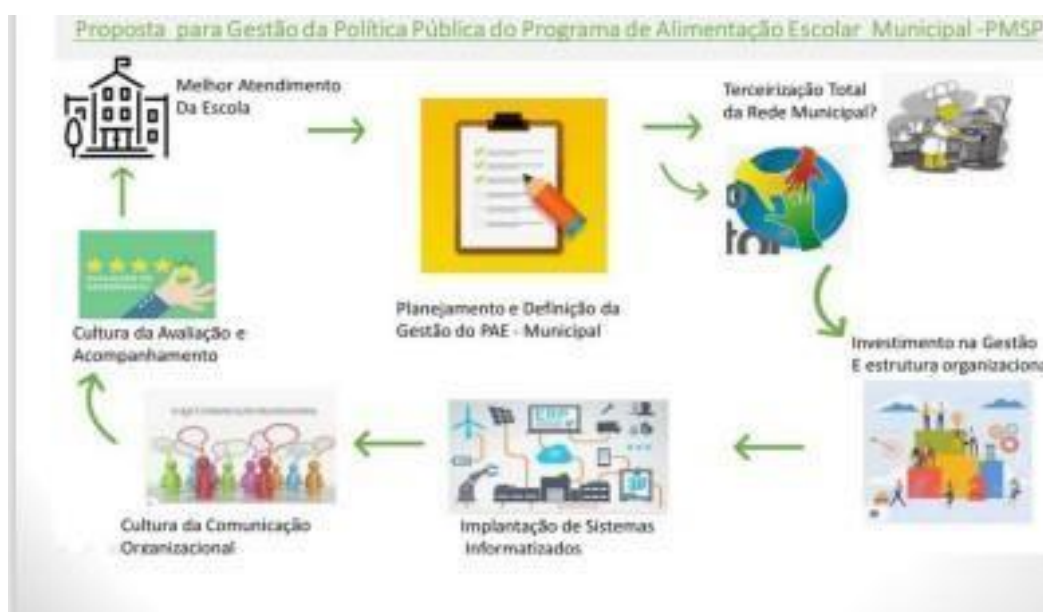 Proposta para Gestão da Política Pública do Programa de Alimentação Escolar Municipal -PMSP
Melhor Atendimento
Da Escola
Terceirização Total
da Rede Municipal?
Planejamento e Definição da
Gestão do PAE - Municipal
Cultura da Avaliação e
Acompanhamento
Investimento na Gestão
E estrutura organizaciona
Cultura da Comunicação
Organizacional
Implantação de Sistemas
Informatizados
ERP